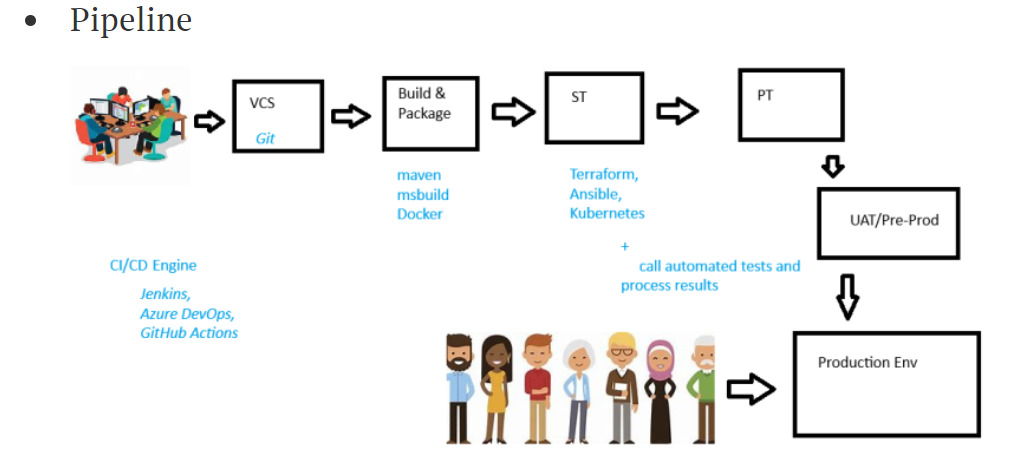 • Pipeline
VCS
Git
Build &
Package
ST
PT
maven
msbuild
Docker
Terraform,
Ansible,
Kubernetes
+
call automated tests and
process results
UAT/Pre-Prod
CI/CD Engine
Jenkins,
Azure DevOps,
GitHub Actions
Production Env